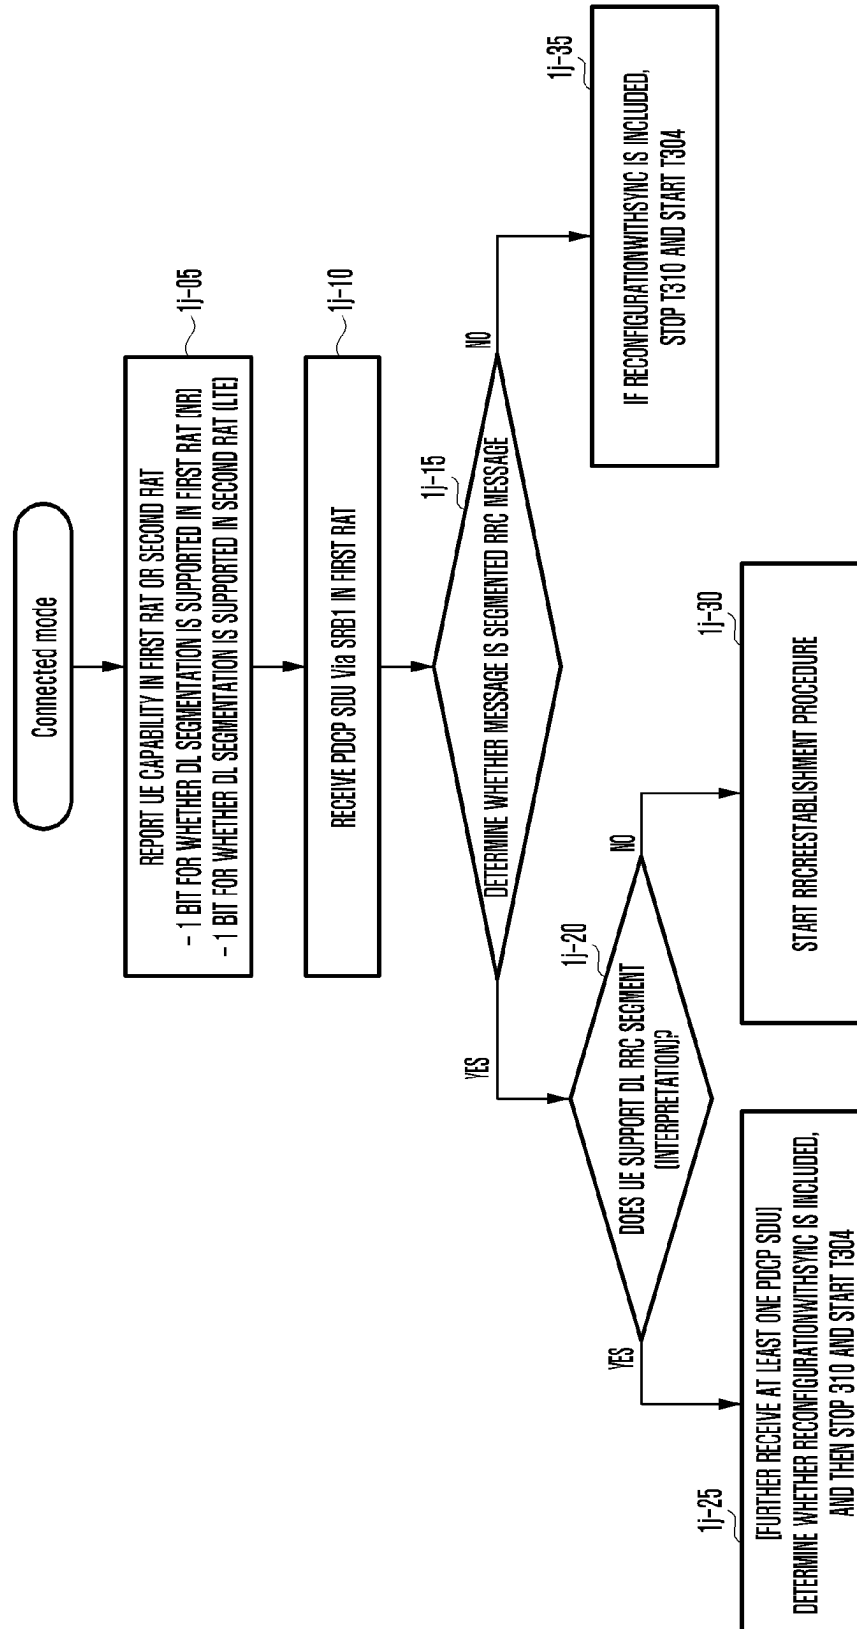 Connected mode
1j-05
REPORT UE CAPABILITY IN FIRST RAT OR SECOND RAT
- 1 BIT FOR WHETHER DL SEGMENTATION IS SUPPORTED IN FIRST RAT (NR)
- 1 BIT FOR WHETHER DL SEGMENTATION IS SUPPORTED IN SECOND RAT (LTE)
1j-10
RECEIVE PDCP SDU Via SRB1 IN FIRST RAT
1j-15
DETERMINE WHETHER MESSAGE IS SEGMENTED RRC MESSAGE
YES
NO
1j-20
DOES UE SUPPORT DL RRC SEGMENT
(INTERPRETATION)?
1j-35
IF RECONFIGURATIONWITHSYNC IS INCLUDED,
STOP T310 AND START T304
YES
NO
1j-25
[FURTHER RECEIVE AT LEAST ONE PDCP SDU]
DETERMINE WHETHER RECONFIGURATIONWITHSYNC IS INCLUDED,
AND THEN STOP 310 AND START T304
1j-30
START RRCREESTABLISHMENT PROCEDURE